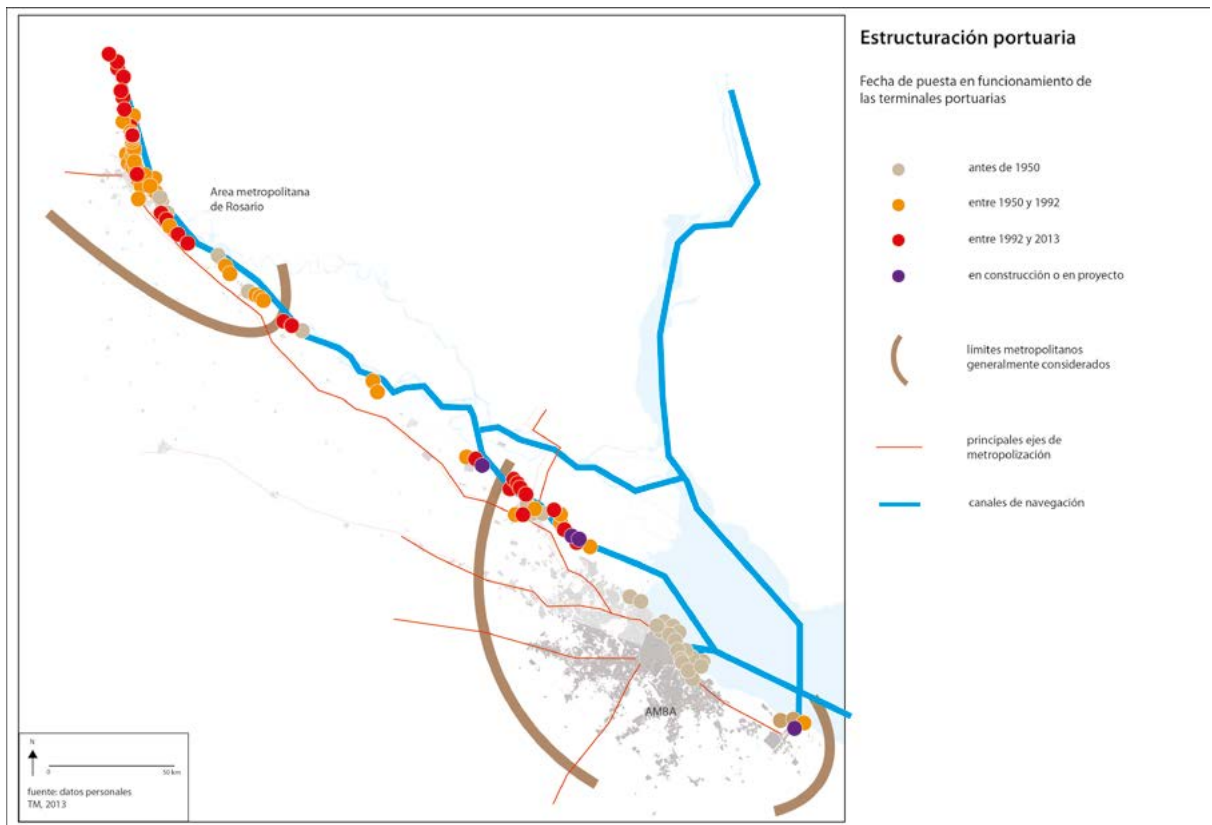 Estructuración portuaria
Fecha de puesta en funcionamiento de
las terminales portuarias
antes de 1950
entre 1950 y 1992
entre 1992 y 2013
en construcción o en proyecto
límites metropolitanos
generalmente considerados
principales ejes de
metropolización
canales de navegación
Area metropolitana
de Rosario
AMBA
N
0 50 km
fuente: datos personales
TM, 2013